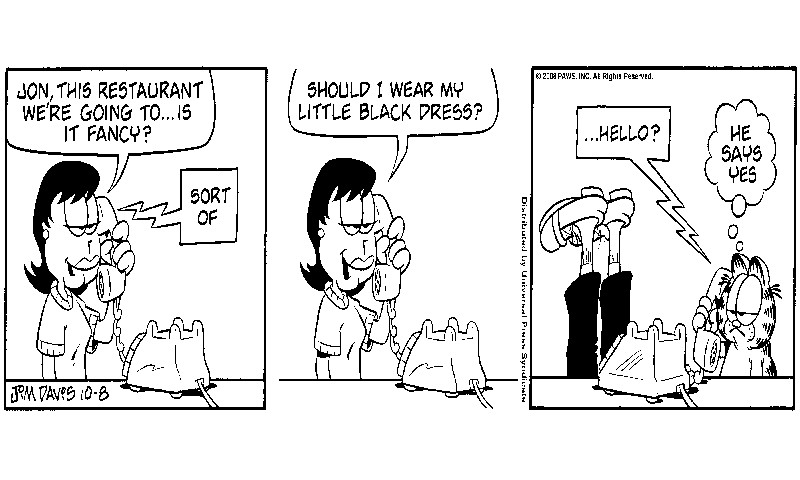 JON, THIS RESTAURANT
WE'RE GOING TO...IS
IT FANCY?
SORT
OF
JIM DAVIS 10-8
SHOULD I WEAR MY
LITTLE BLACK DRESS?
© 2008 PAWS, INC. All Rights Reserved.
...HELLO?
HE
SAYS
YES
Distributed by Universal Press Syndicate